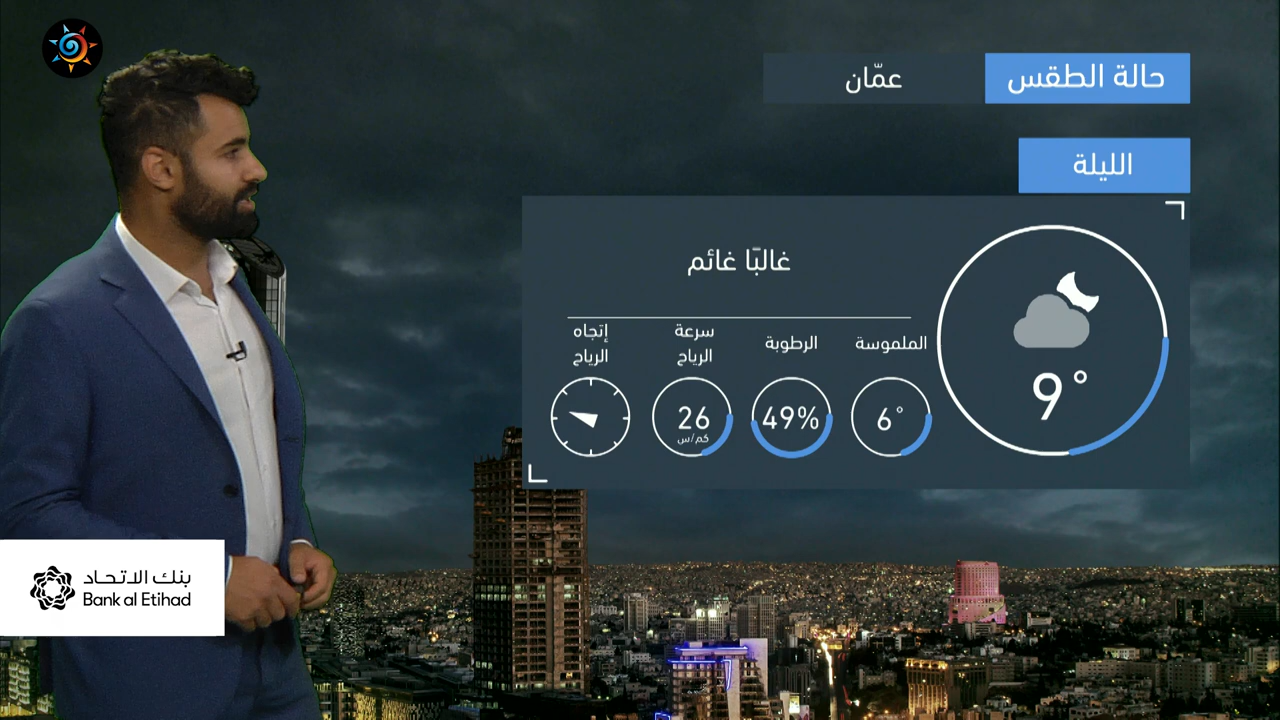 حالة الطقس
عمّان
الليلة
غالبًا غائم
9°
الملموسة
6°
الرطوبة
49%
سرعة
الرياح
26
كم/س
إتجاه
الرياح
بنك الاتحاد
Bank al Etihad